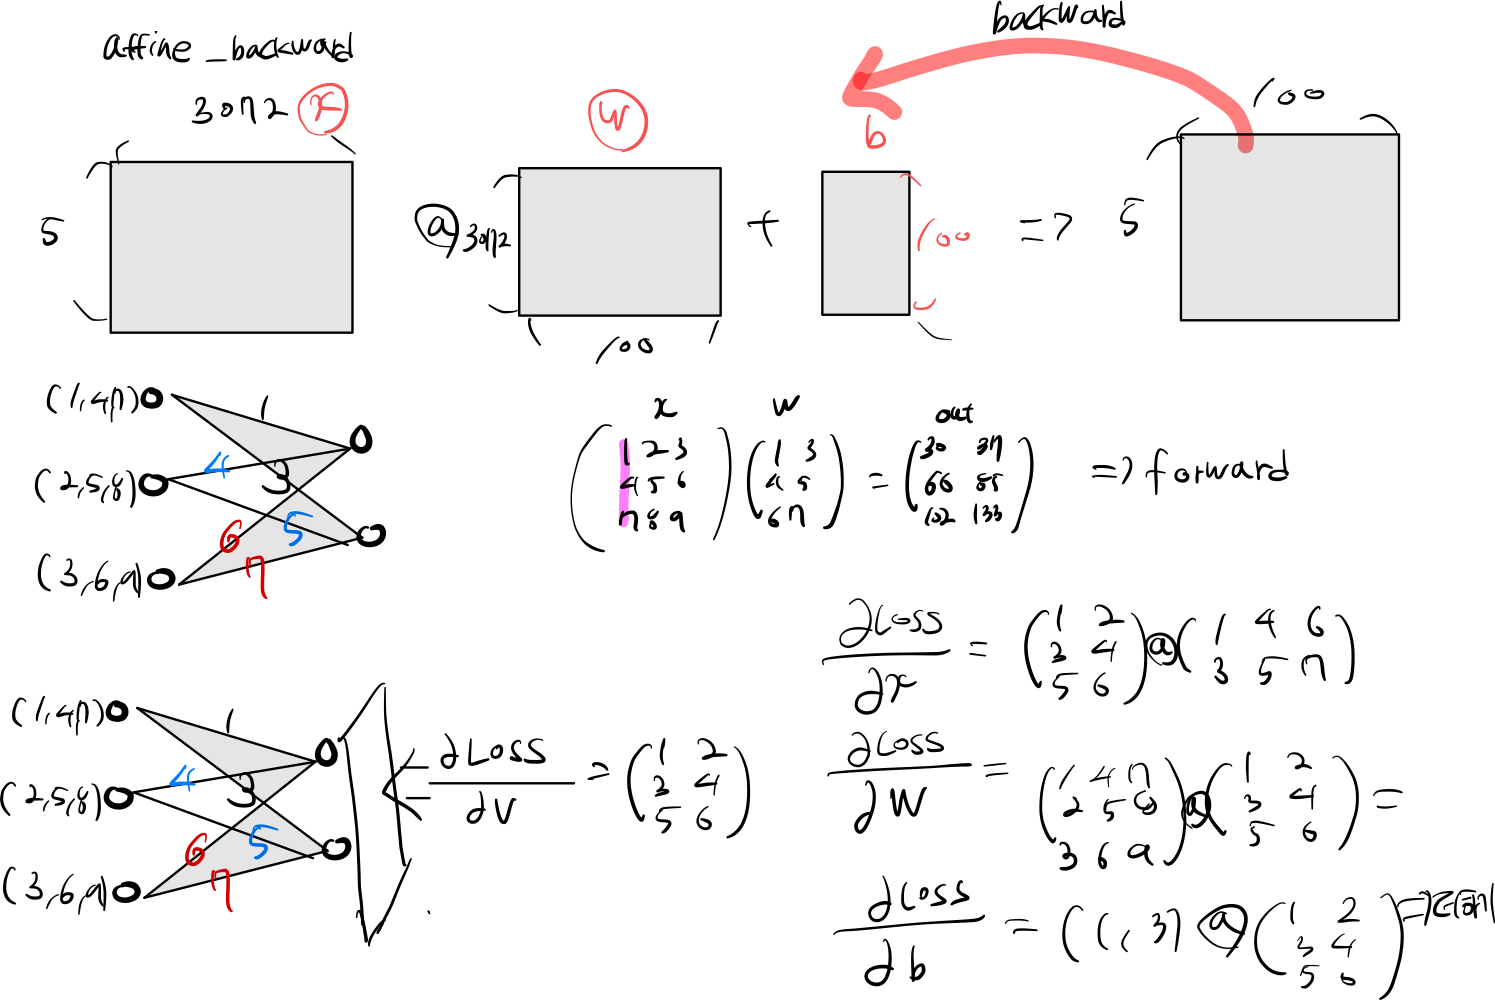 backward
affine_backward
3072 x W b 100
5 @ 3072 + 100 => 5
100
(1,4,7) 1
(2,5,8) 4 3
6 5
(3,6,9) 7
x W out
( 1 2 3 ) ( 1 3 ) = ( 30 37 ) => forward
4 5 6 4 5 66 85
7 8 9 6 7 102 133
∂Loss/∂x = ( 1 2 ) @ ( 1 4 6 )
3 4 3 5 7
5 6
(1,4,7) 1
(2,5,8) 4 3
6 5
(3,6,9) 7
<= ∂Loss/∂V = ( 1 2 )
3 4
5 6
∂Loss/∂W = ( 1 4 7 ) @ ( 1 2 ) =
2 5 8 3 4
3 6 9 5 6
∂Loss/∂b = (1, 3) @ ( 1 2 ) =>
3 4
5 6